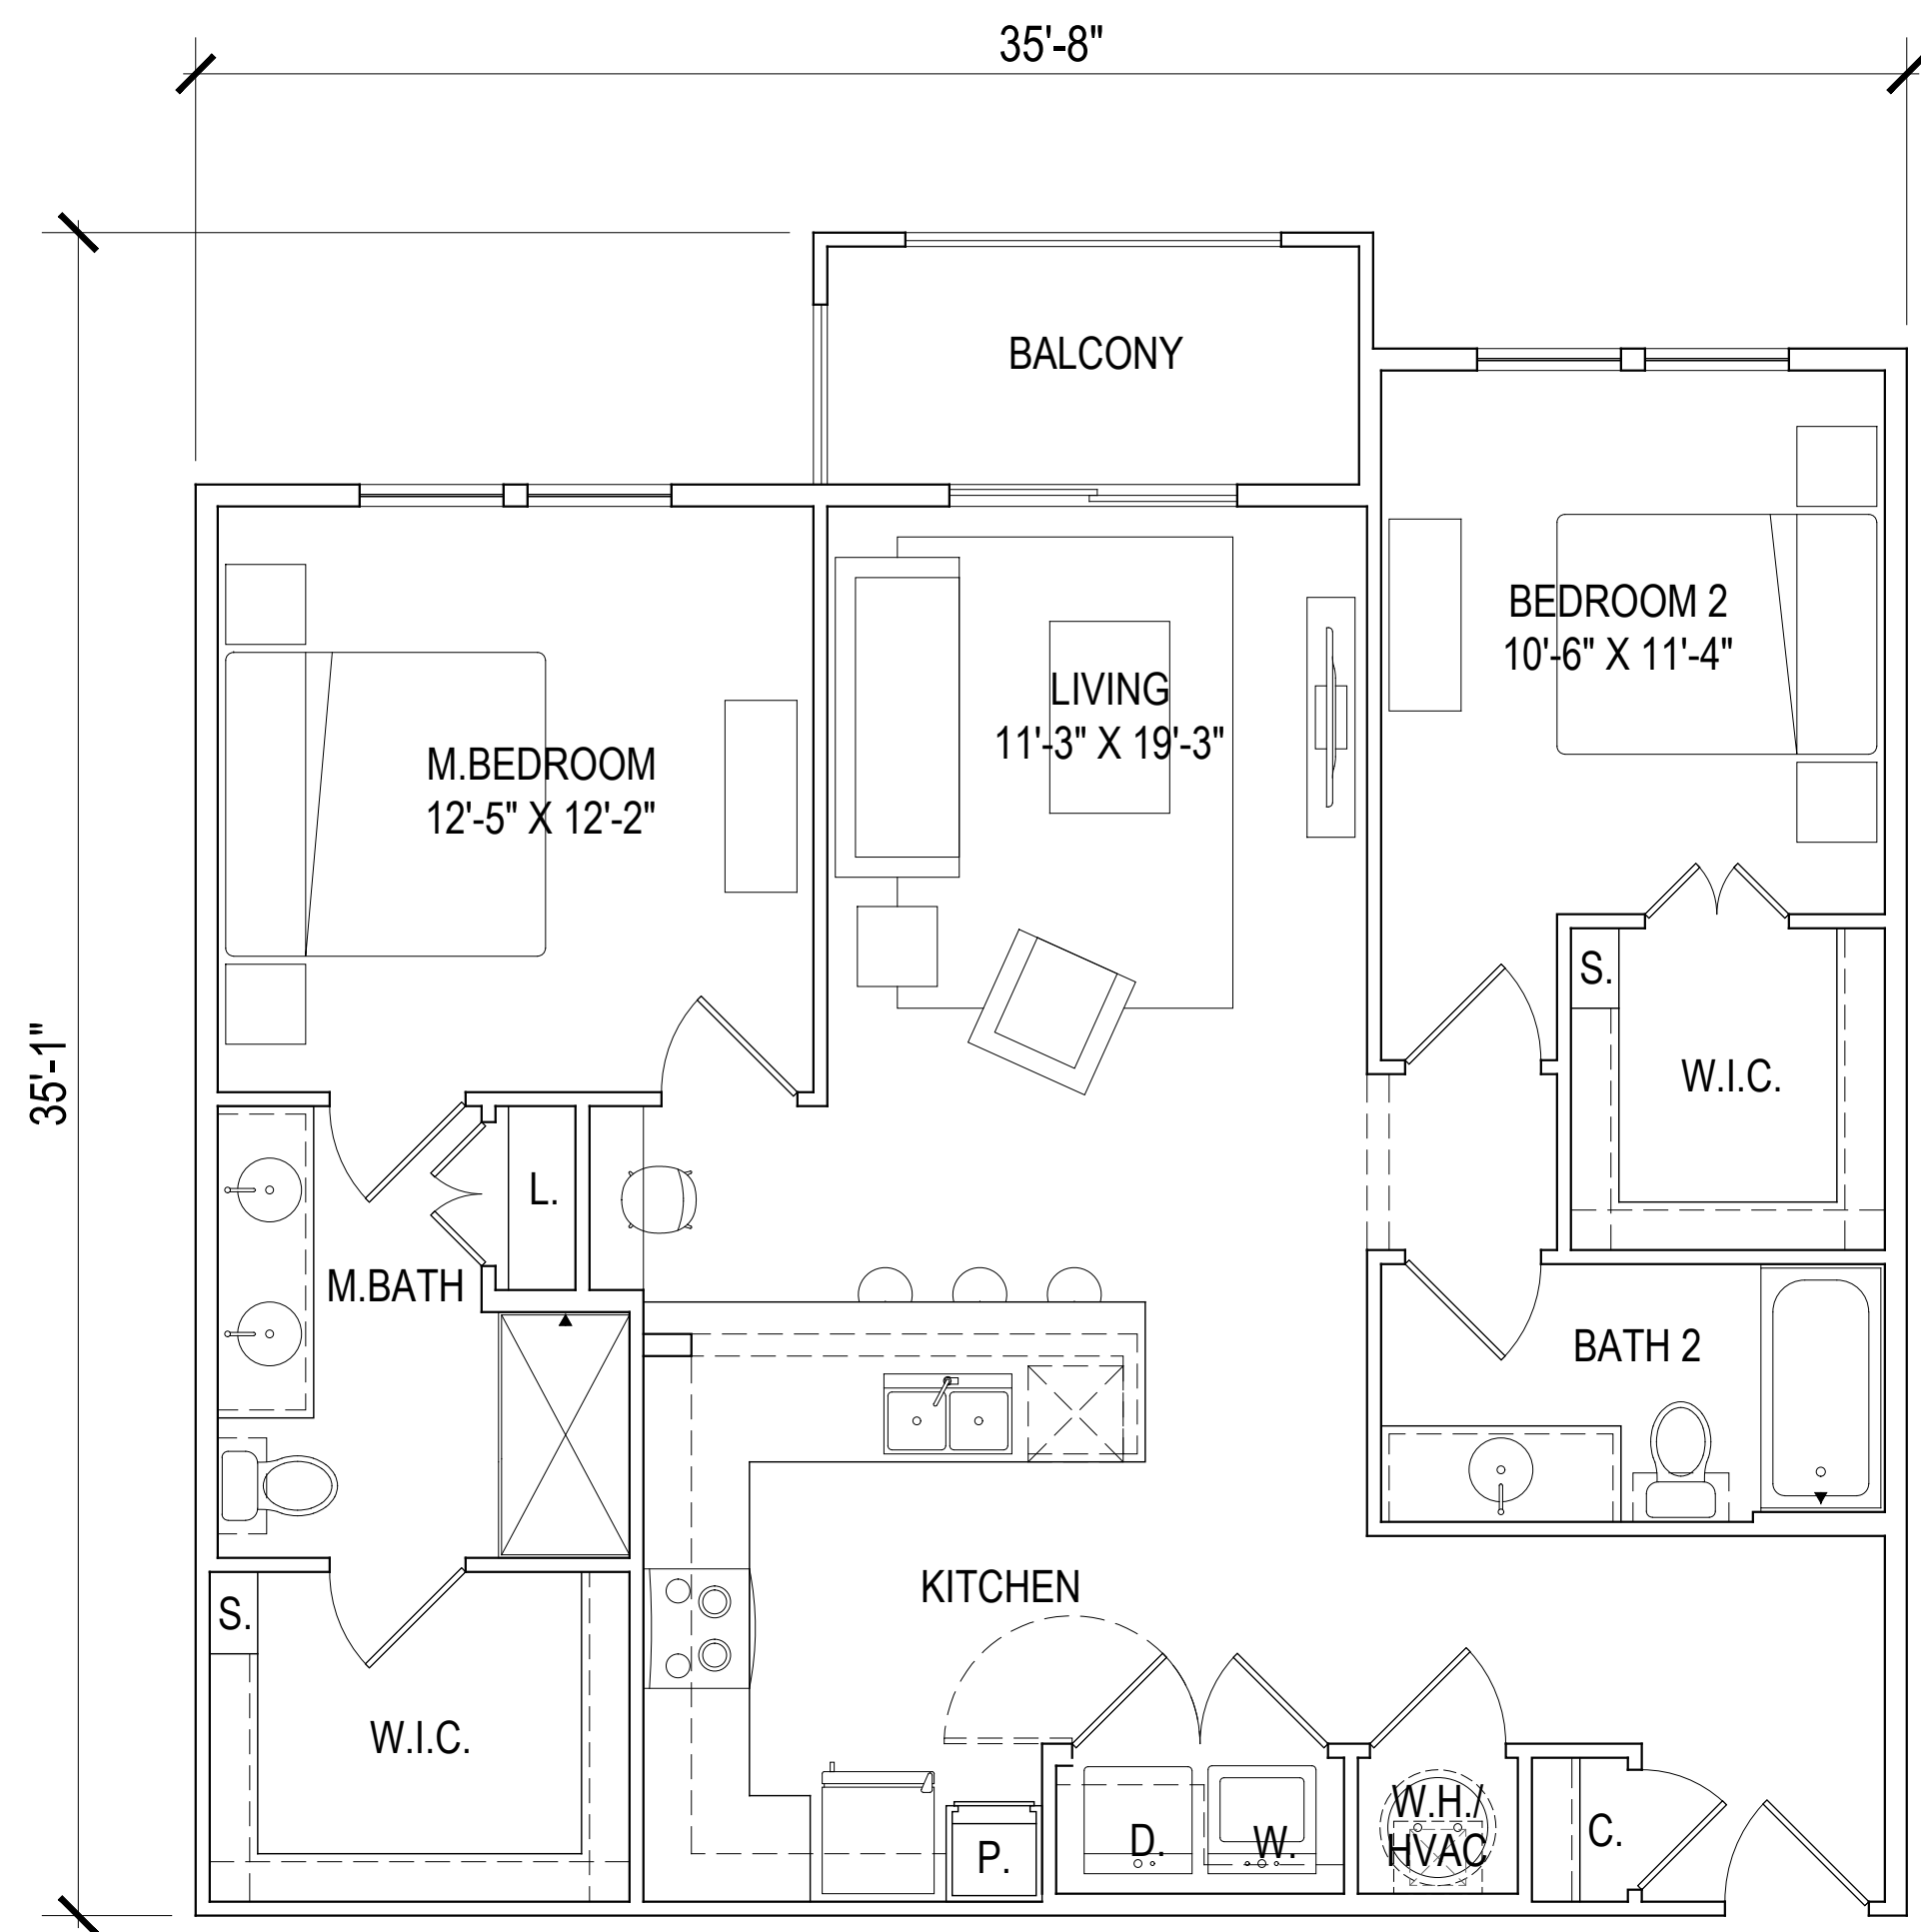 35'-8"
BALCONY
BEDROOM 2
10'-6" X 11'-4"
LIVING
11'-3" X 19'-3"
M.BEDROOM
12'-5" X 12'-2"
S.
W.I.C.
35'-1"
L.
M.BATH
BATH 2
KITCHEN
S.
W.I.C.
P.
D.
W.
W.H./
HVAC
C.